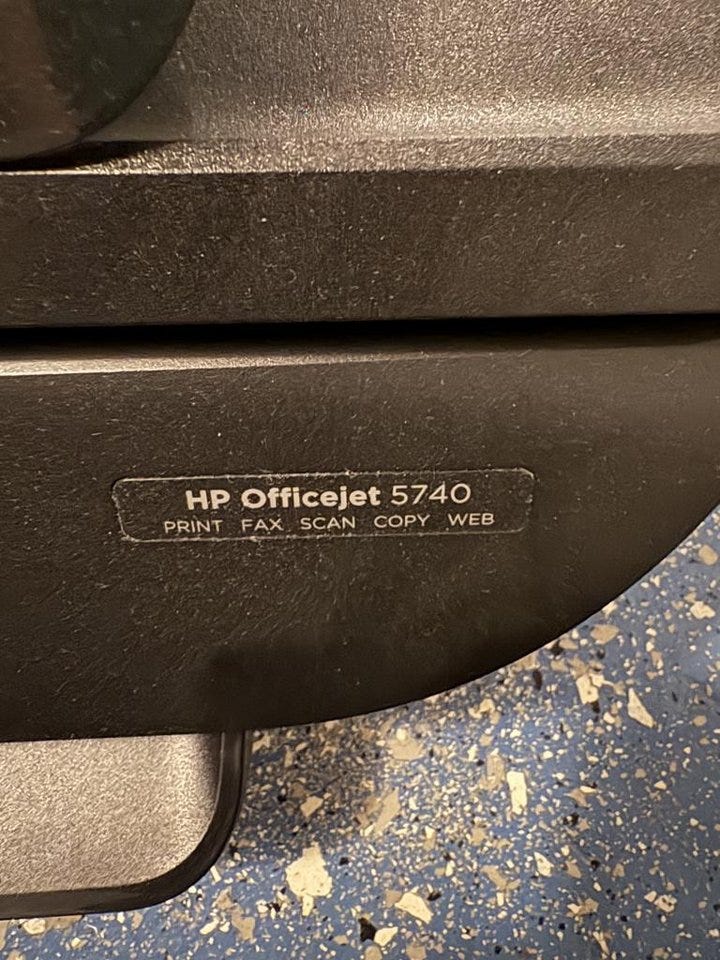 HP Officejet 5740
PRINT FAX SCAN COPY WEB